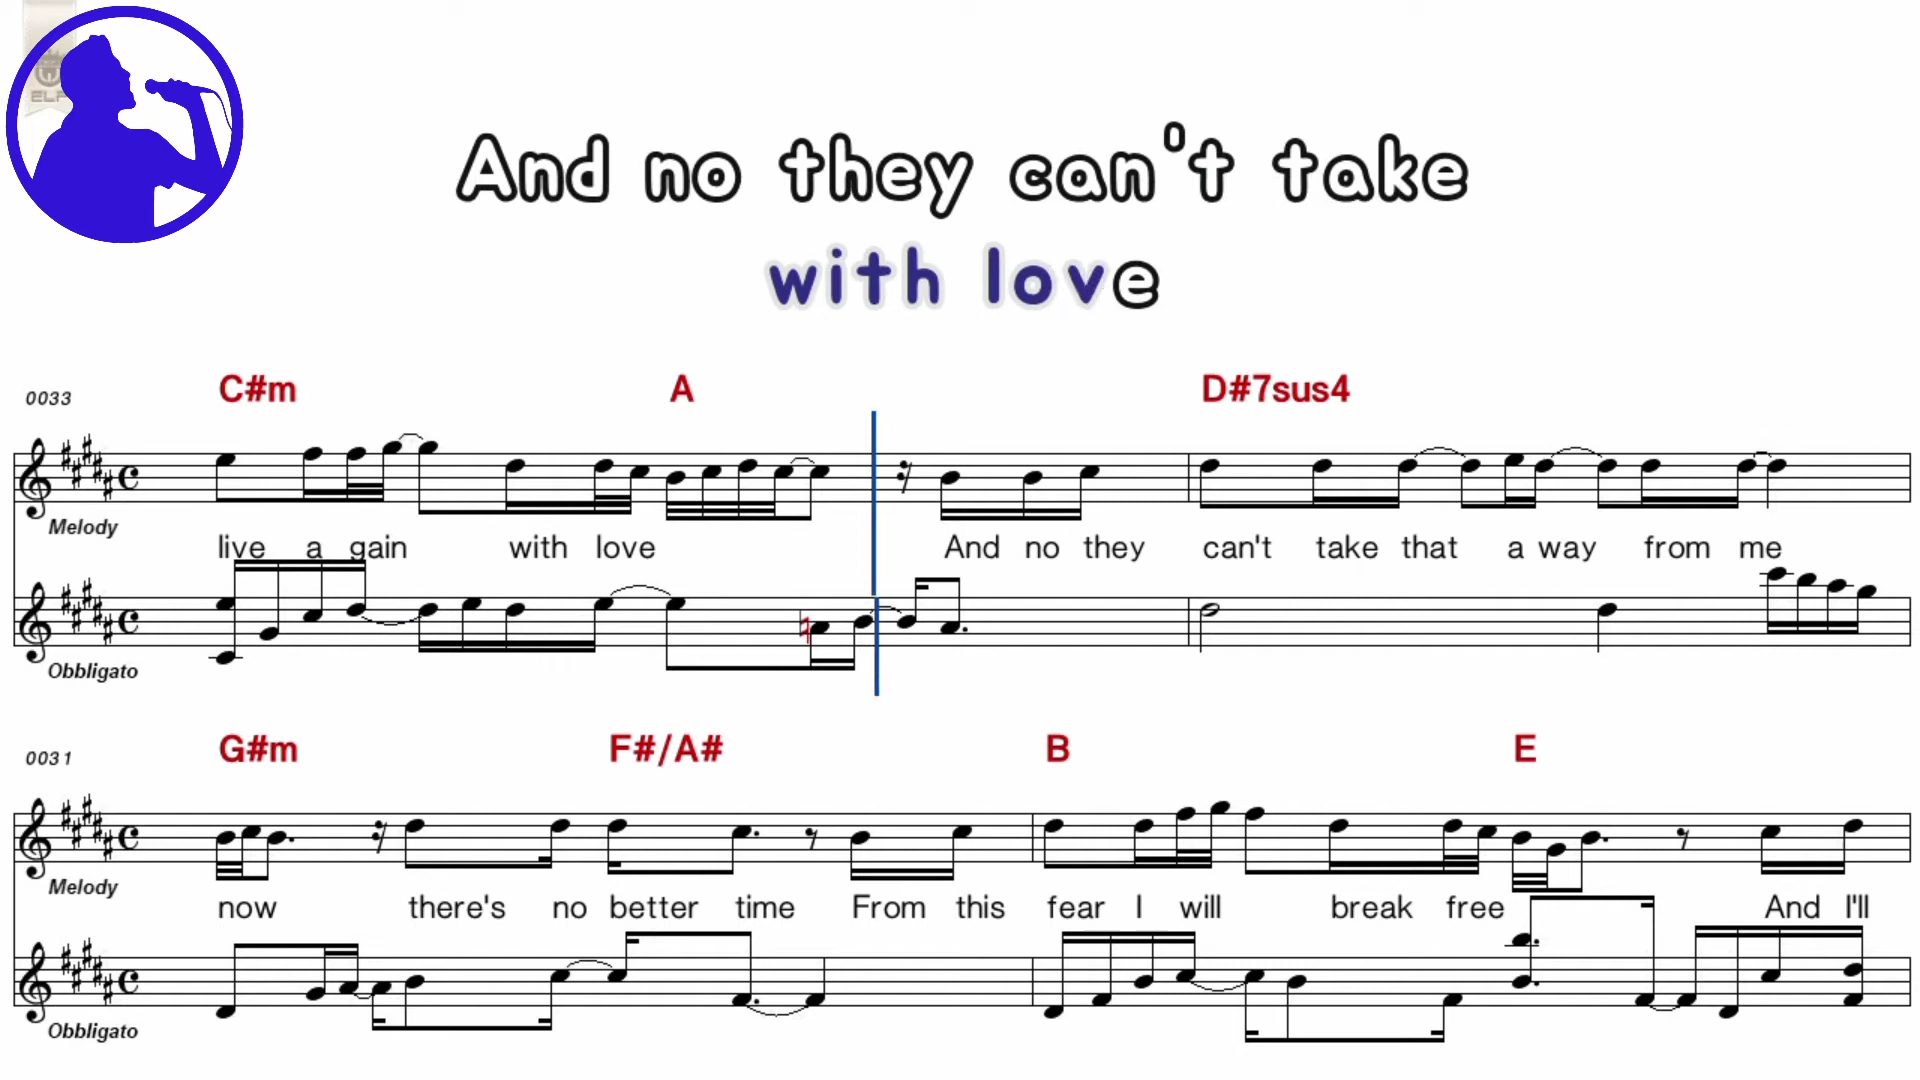 ELF
And no they can't take
with love
0033 C#m A D#7sus4
Melody
live a gain with love And no they can't take that a way from me
Obbligato
0031 G#m F#/A# B E
Melody
now there's no better time From this fear I will break free And I'll
Obbligato